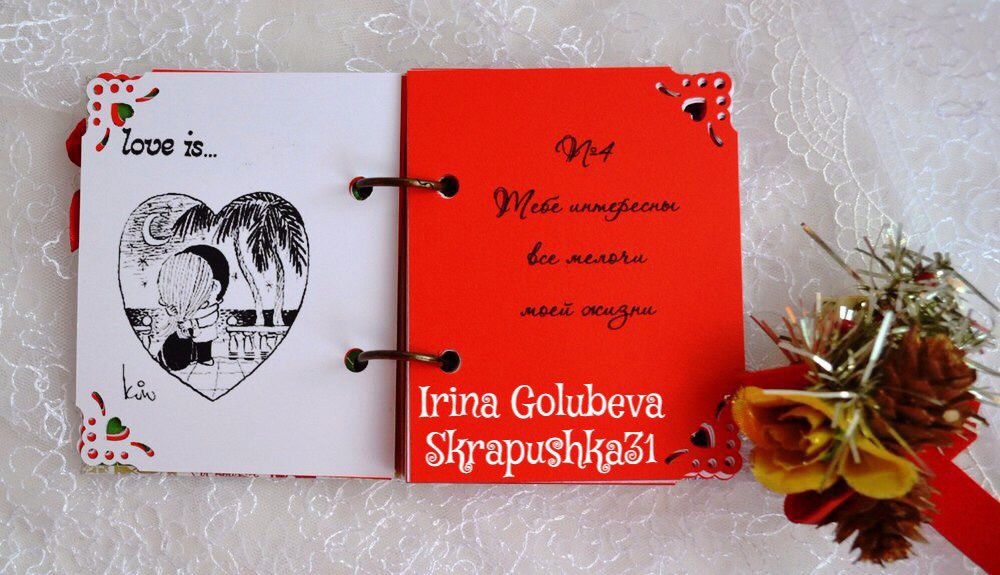 love is...
kim
№4
Тебе интересны
все мелочи
моей жизни
Irina Golubeva
Skrapushka31